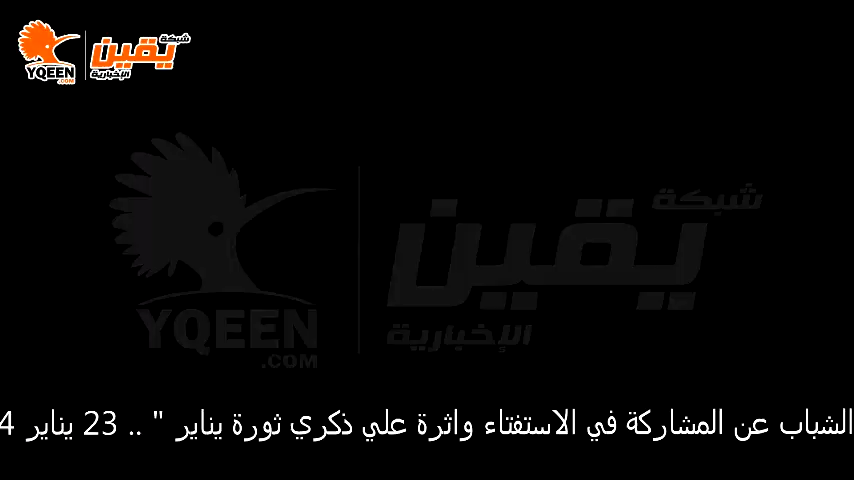 شبكة
يقين
الإخبارية
YQEEN
.COM
شبكة
يقين
الإخبارية
YQEEN
.COM
الشباب عن المشاركة في الاستفتاء واثرة علي ذكري ثورة يناير " .. 23 يناير 4